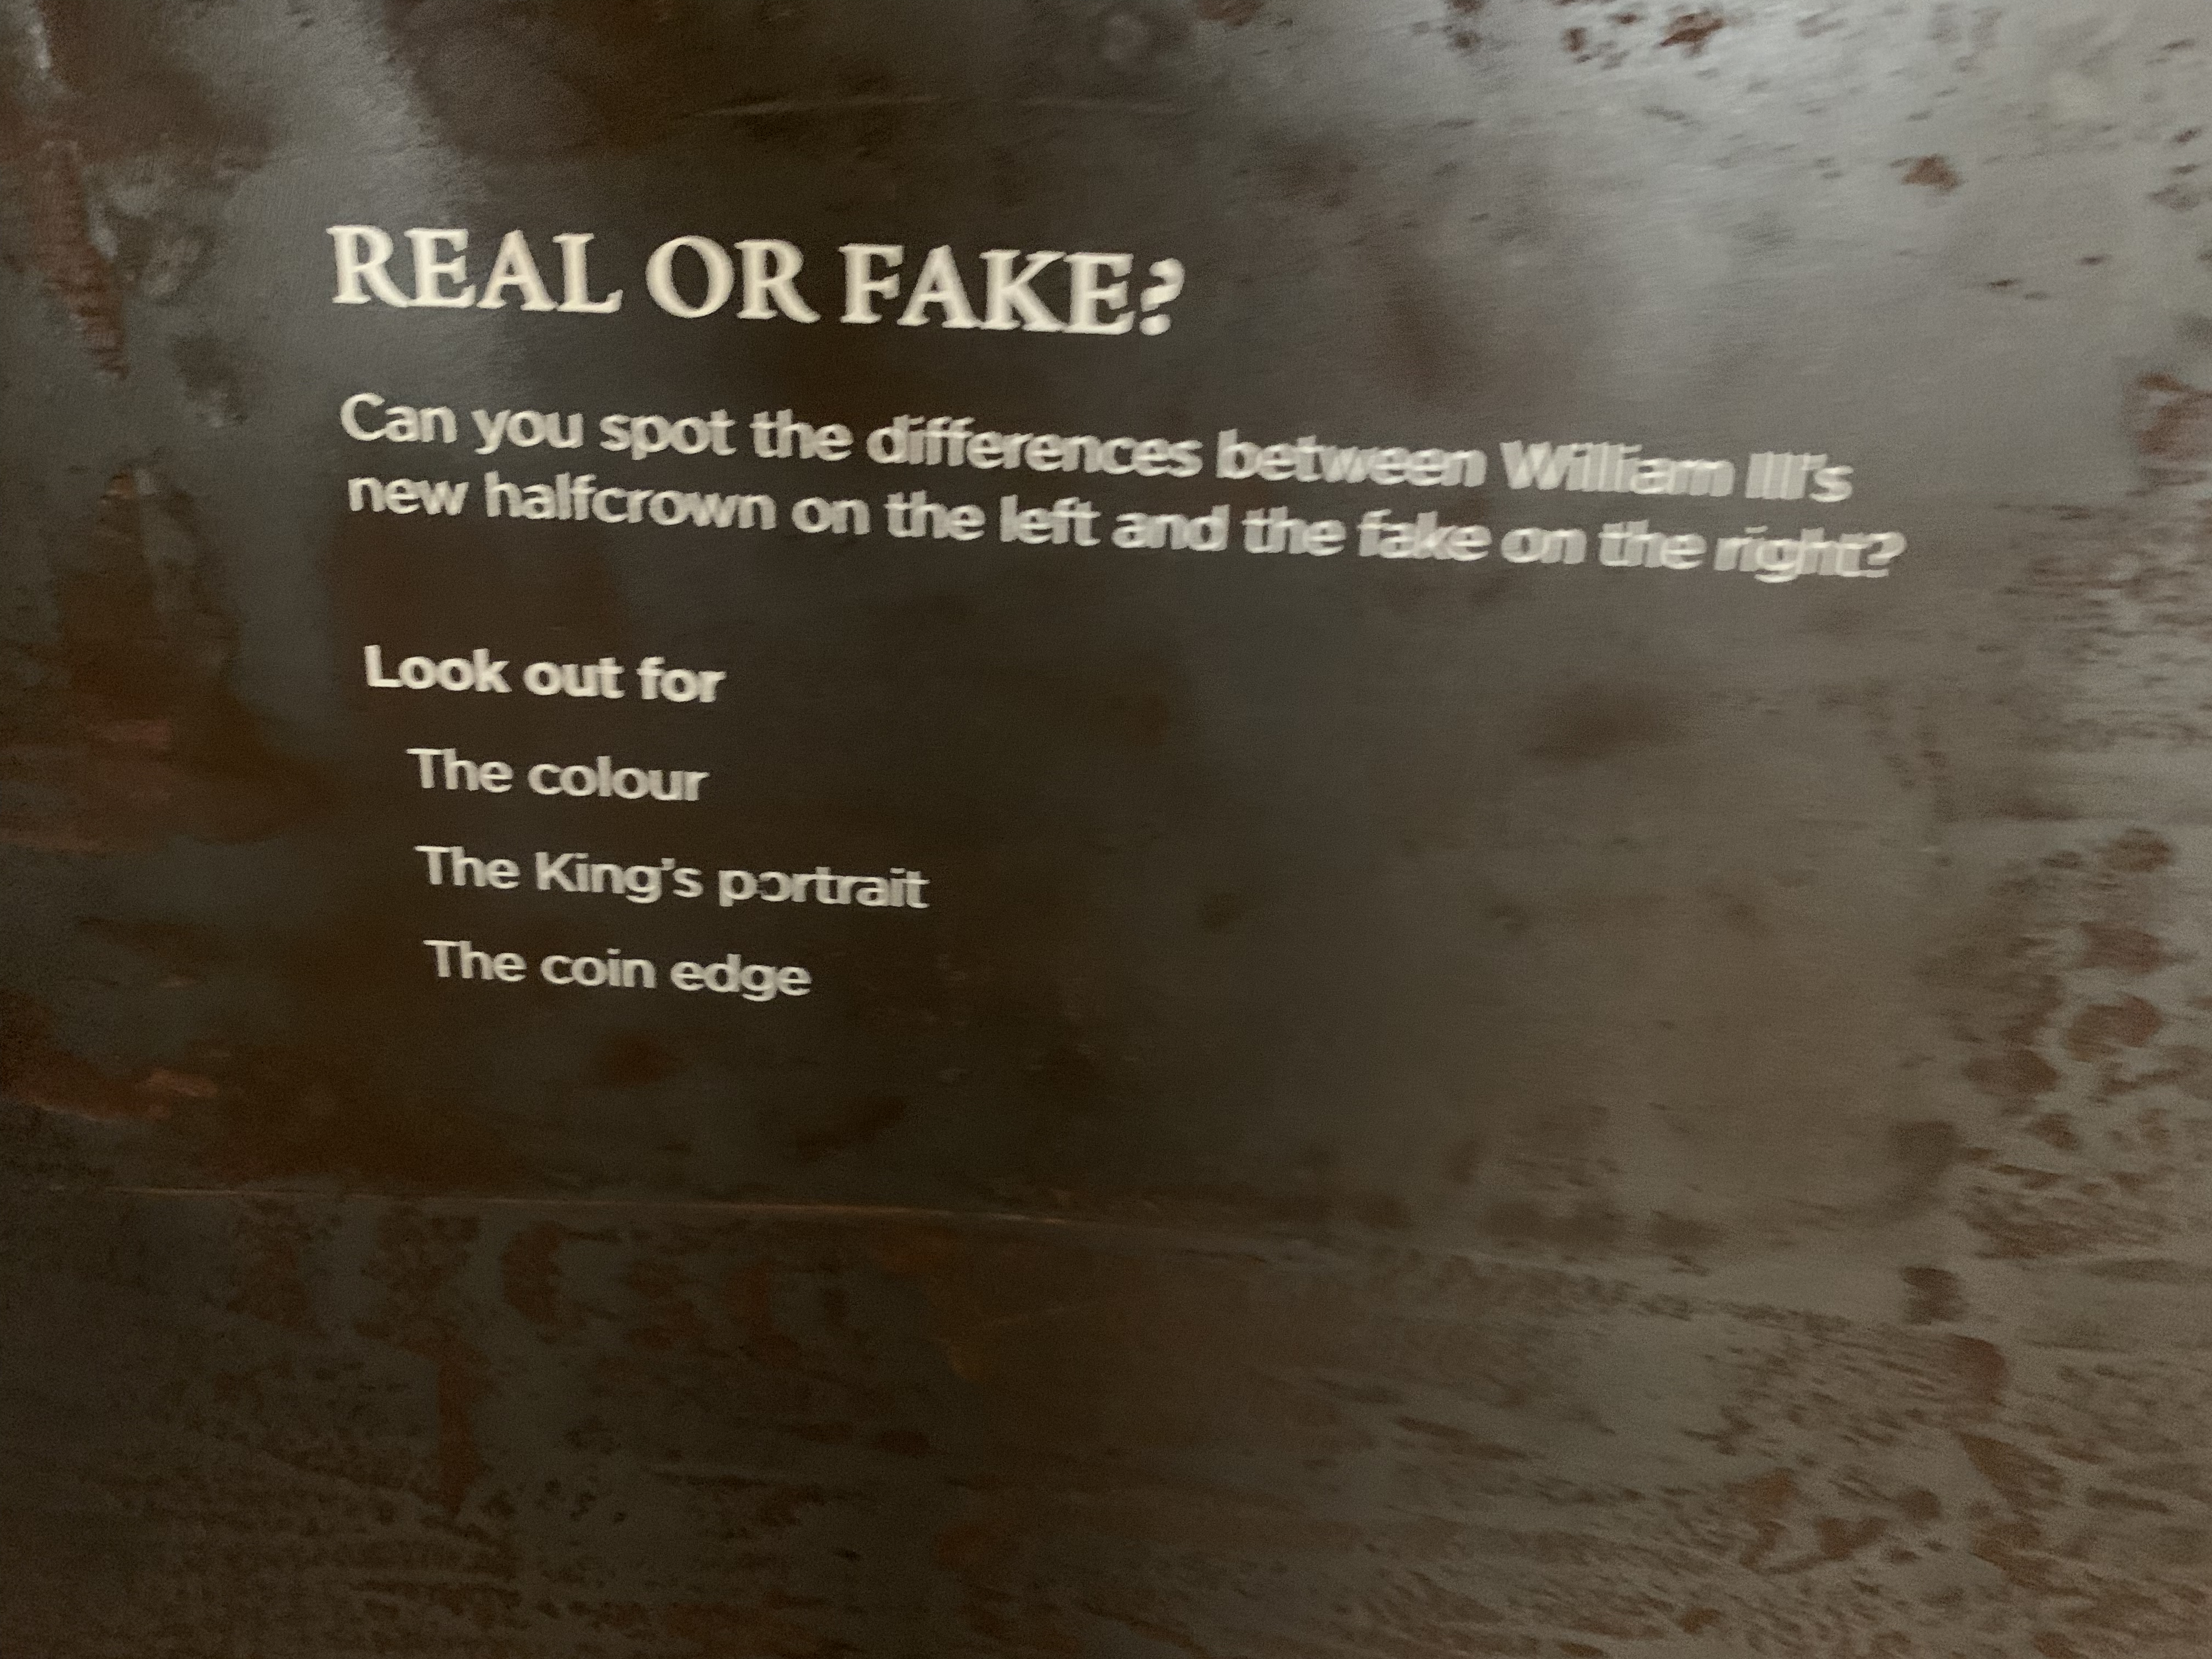 REAL OR FAKE?
Can you spot the differences between William III's
new halfcrown on the left and the fake on the right?
Look out for
The colour
The King's portrait
The coin edge